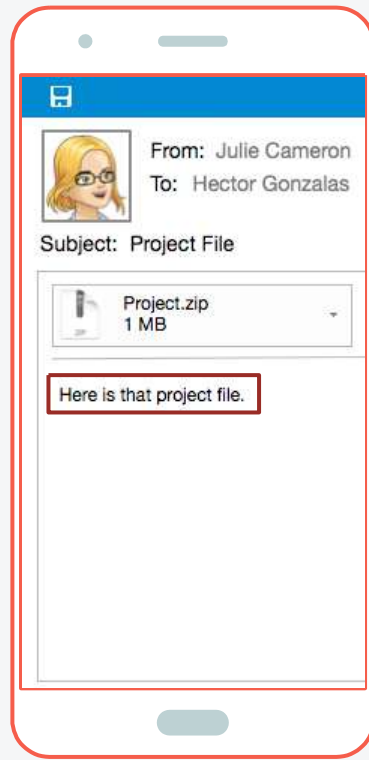 From: Julie Cameron
To: Hector Gonzalas
Subject: Project File
Project.zip
1 MB
Here is that project file.